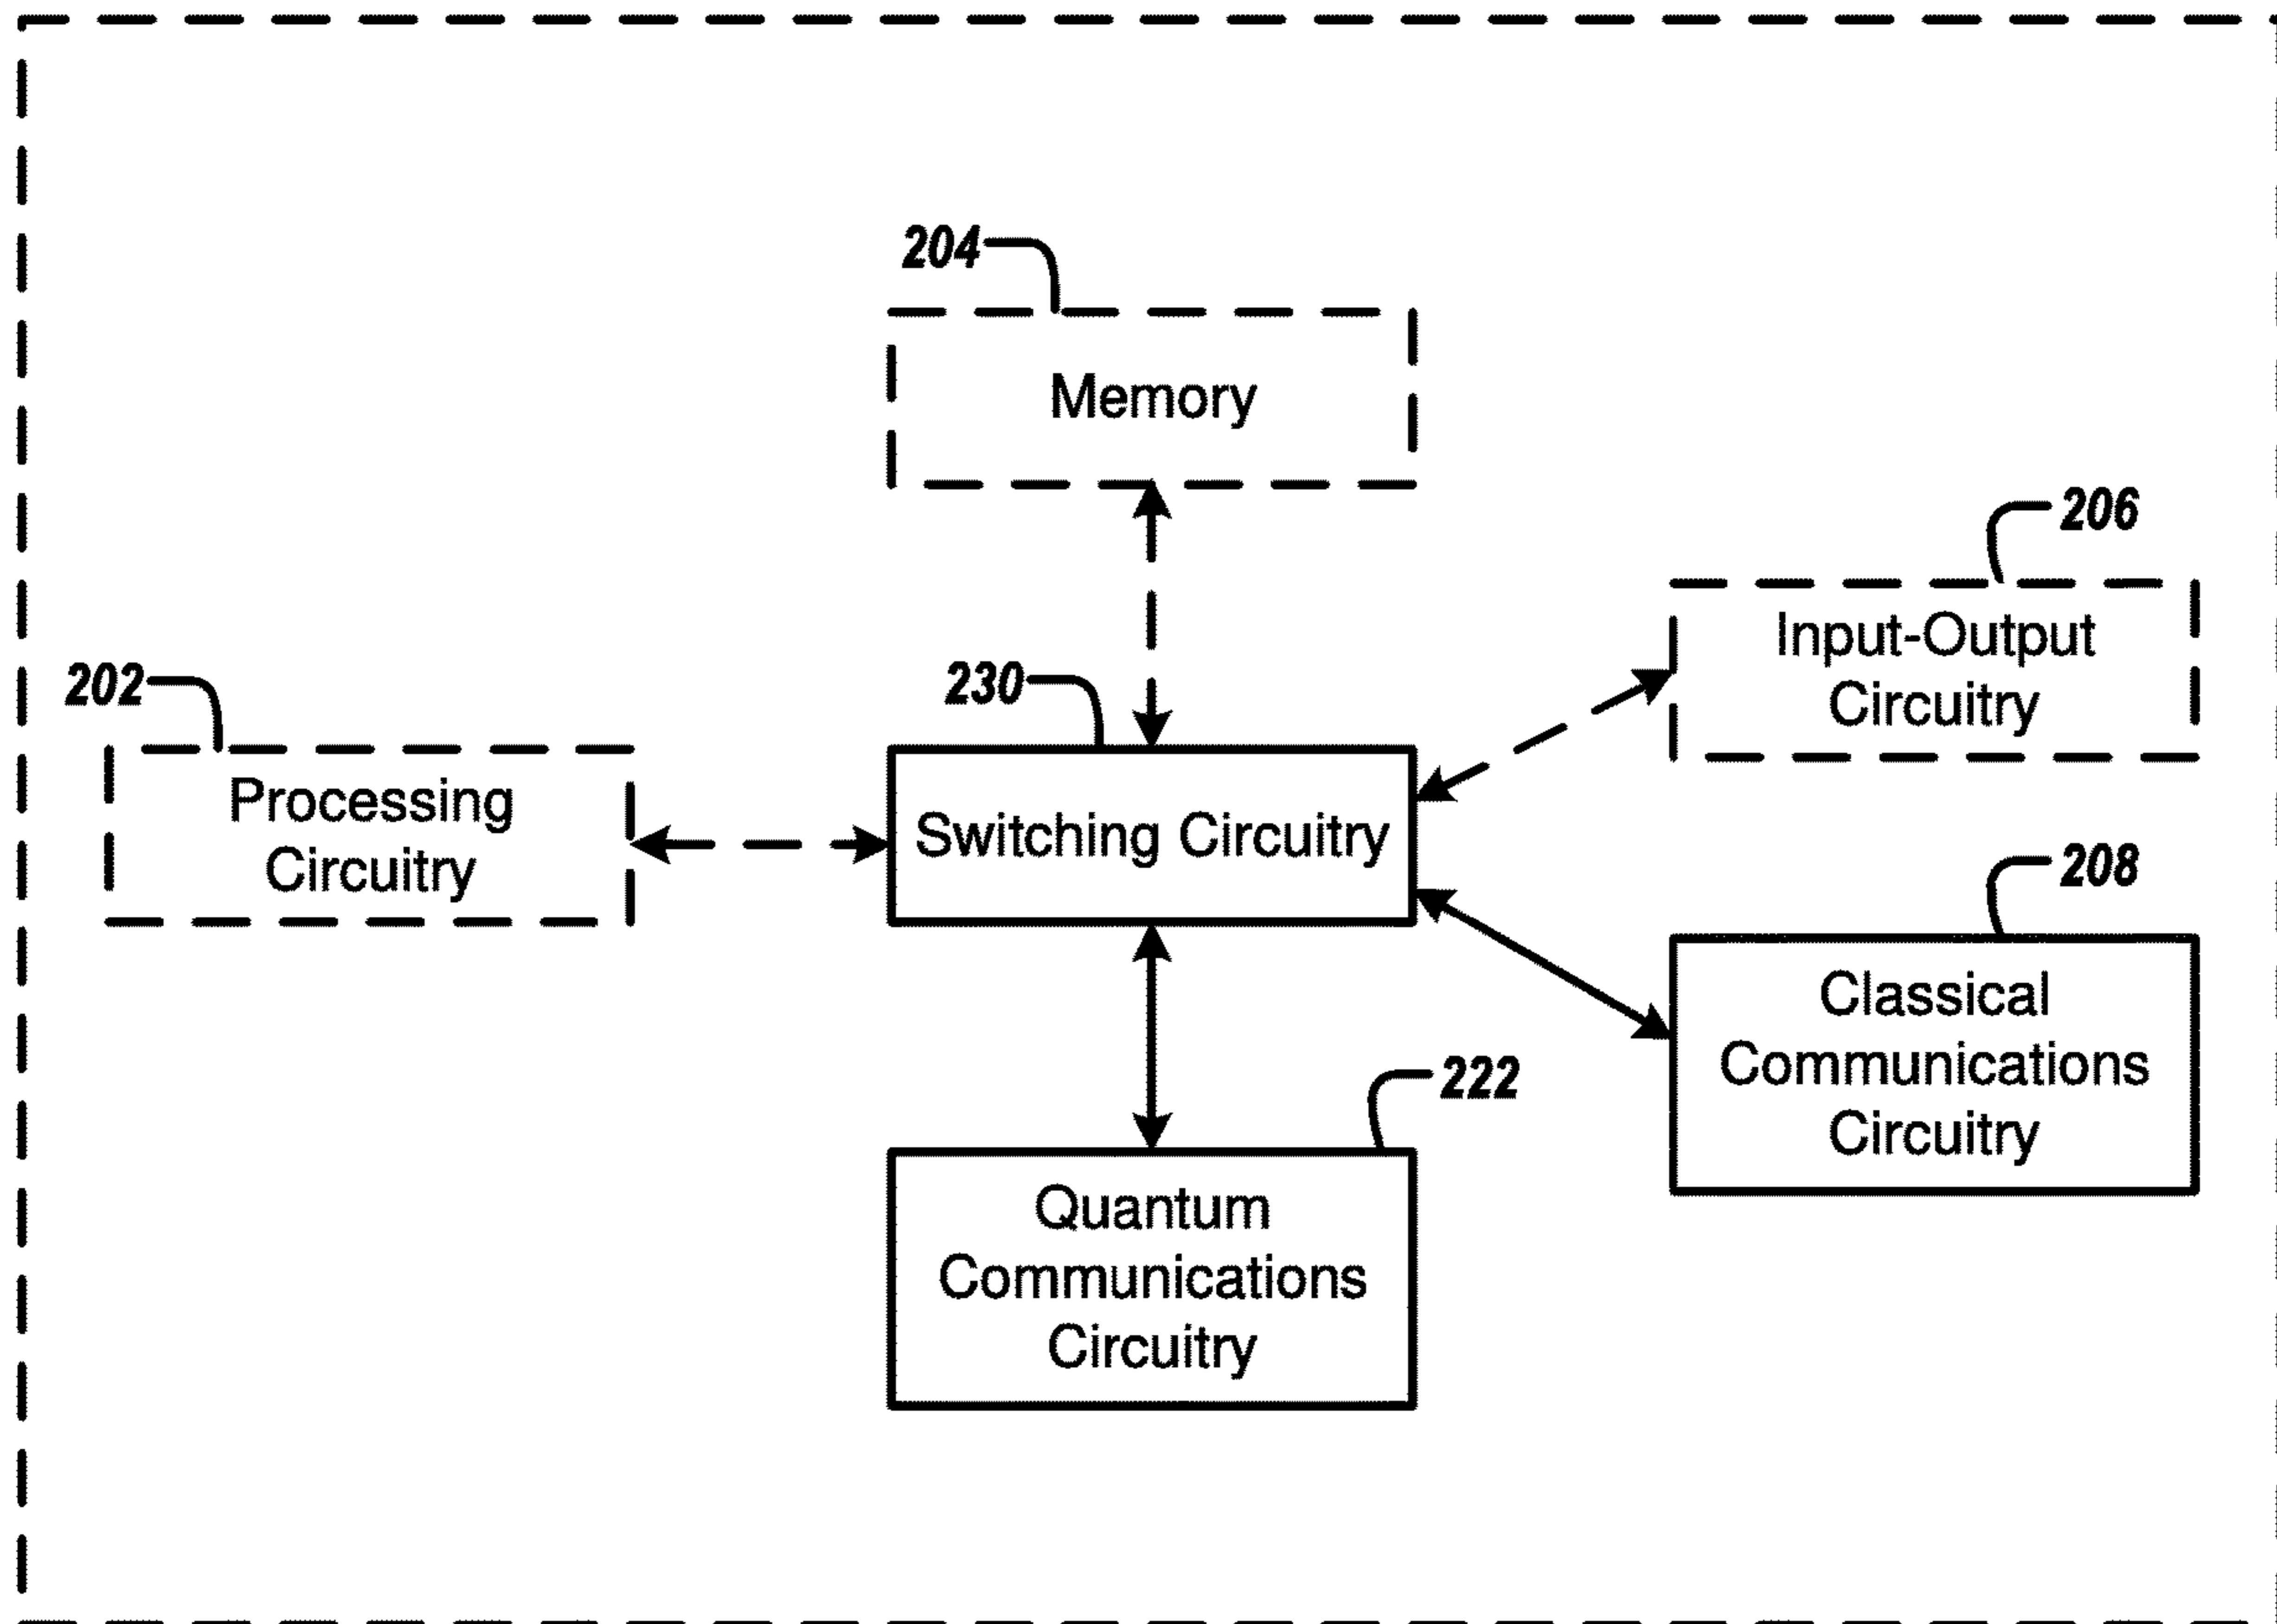 204
Memory
206
Input-Output
Circuitry
202
Processing
Circuitry
230
Switching Circuitry
208
Classical
Communications
Circuitry
222
Quantum
Communications
Circuitry